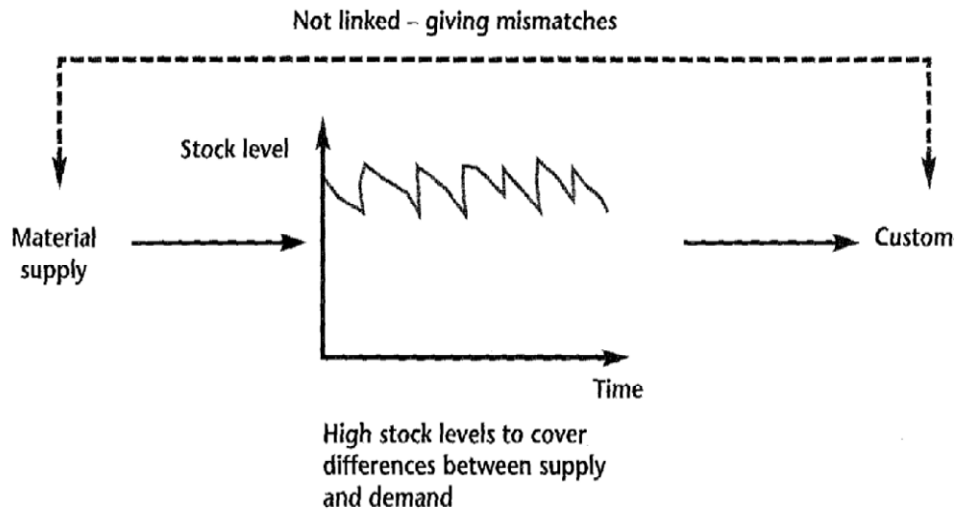 Not linked – giving mismatches
Stock level
Material
supply
Custom
Time
High stock levels to cover
differences between supply
and demand